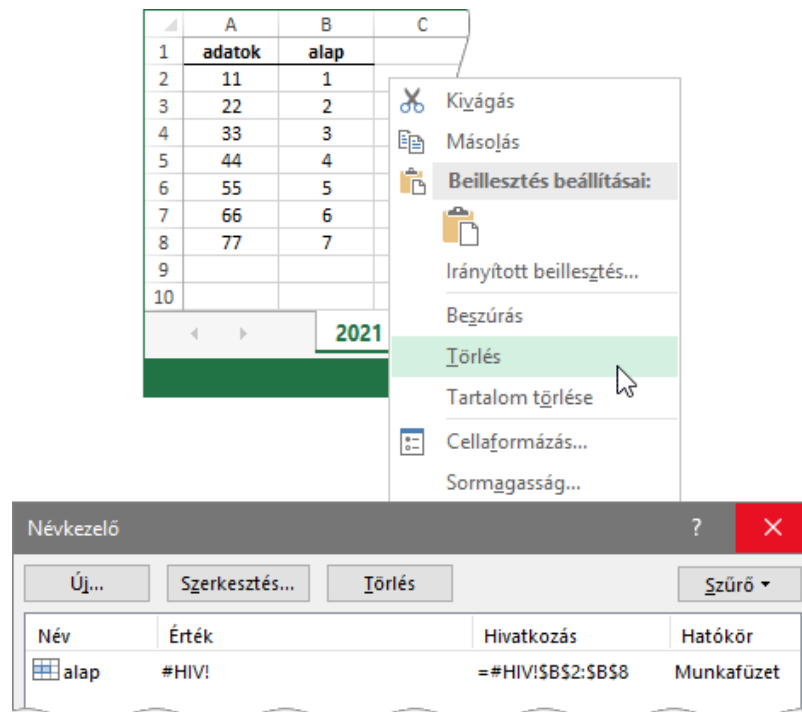 A B C
1 adatok alap
2 11 1
3 22 2
4 33 3
5 44 4
6 55 5
7 66 6
8 77 7
9
10
2021
Kivágás
Másolás
Beillesztés beállításai:
Irányított beillesztés...
Beszúrás
Törlés
Tartalom törlése
Cellaformázás...
Sormagasság...
Névkezelő ?
Új... Szerkesztés... Törlés Szűrő
Név Érték Hivatkozás Hatókör
alap #HIV! =#HIV!$B$2:$B$8 Munkafüzet